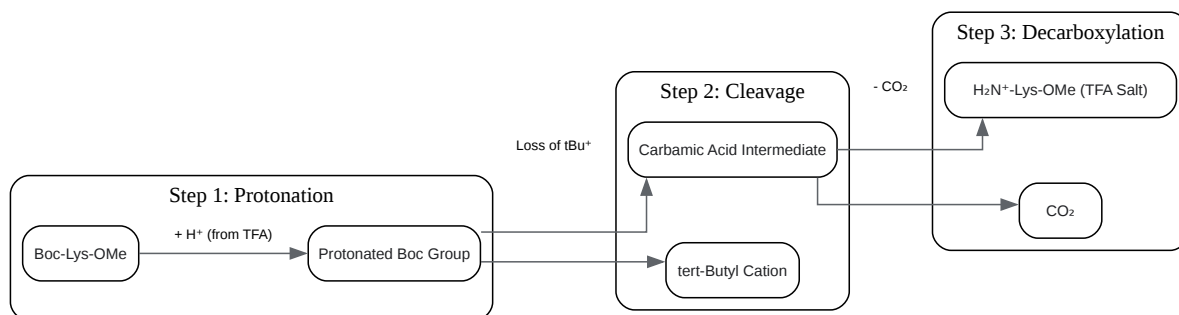 Step 1: Protonation
Boc-Lys-OMe
+ H⁺ (from TFA)
Protonated Boc Group
Loss of tBu⁺
Step 2: Cleavage
Carbamic Acid Intermediate
tert-Butyl Cation
- CO₂
Step 3: Decarboxylation
H₂N⁺-Lys-OMe (TFA Salt)
CO₂